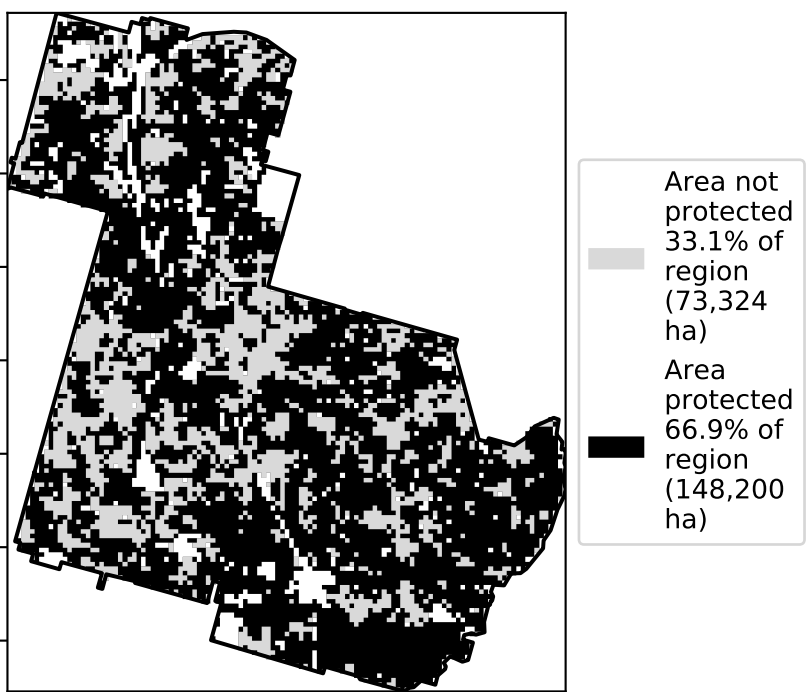 Area not
protected
33.1% of
region
(73,324
ha)
Area
protected
66.9% of
region
(148,200
ha)